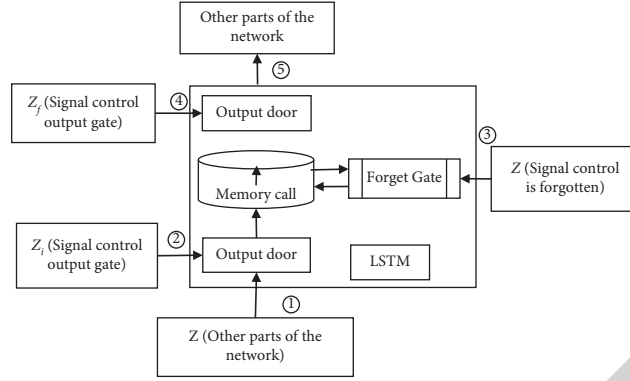 Other parts of the
network
⑤
Z_f (Signal control
output gate)
④
Output door
③
Memory call
Forget Gate
Z (Signal control
is forgotten)
Z_i (Signal control
output gate)
②
Output door
LSTM
①
Z (Other parts of the
network)